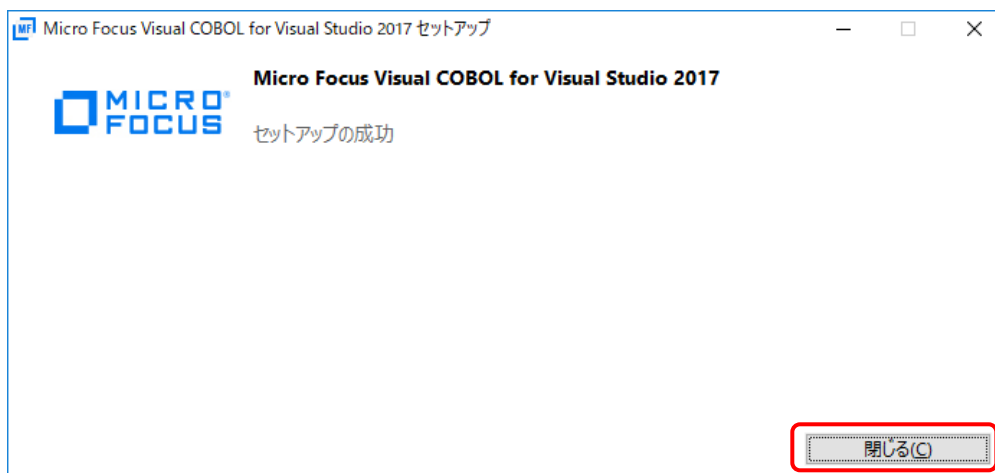 MF Micro Focus Visual COBOL for Visual Studio 2017 セットアップ
Micro Focus Visual COBOL for Visual Studio 2017
MICRO®
FOCUS
セットアップの成功
閉じる(C)